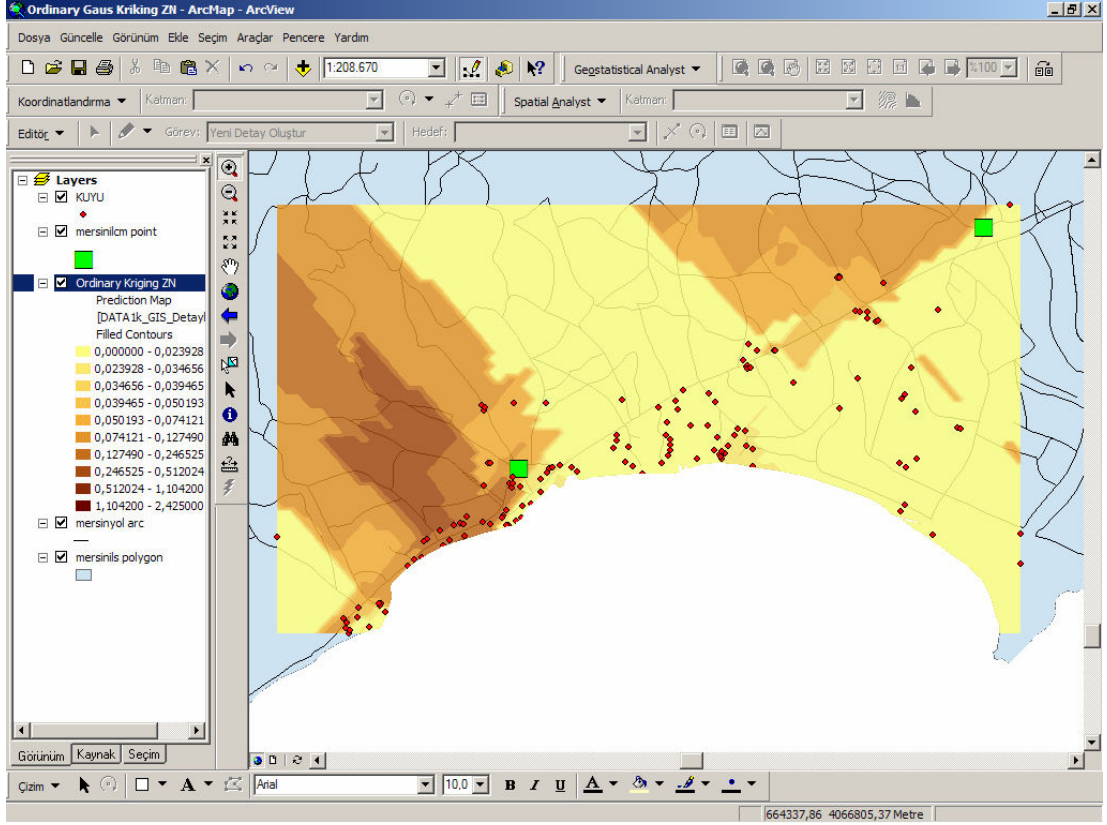 Ordinary Gaus Kriking ZN - ArcMap - ArcView
Dosya Güncelle Görünüm Ekle Seçim Araçlar Pencere Yardım
1:208.670 Geostatistical Analyst %100
Koordinatlandırma Katman: Spatial Analyst Katman:
Editör Görev: Yeni Detay Oluştur Hedef:
Layers
KUYU
mersinilcm point
Ordinary Kriging ZN
Prediction Map
[DATA1k_GIS_Detayl
Filled Contours
0,000000 - 0,023928
0,023928 - 0,034656
0,034656 - 0,039465
0,039465 - 0,050193
0,050193 - 0,074121
0,074121 - 0,127490
0,127490 - 0,246525
0,246525 - 0,512024
0,512024 - 1,104200
1,104200 - 2,425000
mersinyol arc
mersinils polygon
Görünüm Kaynak Seçim
Çizim A Arial 10,0 B I U A
664337,86 4066805,37 Metre